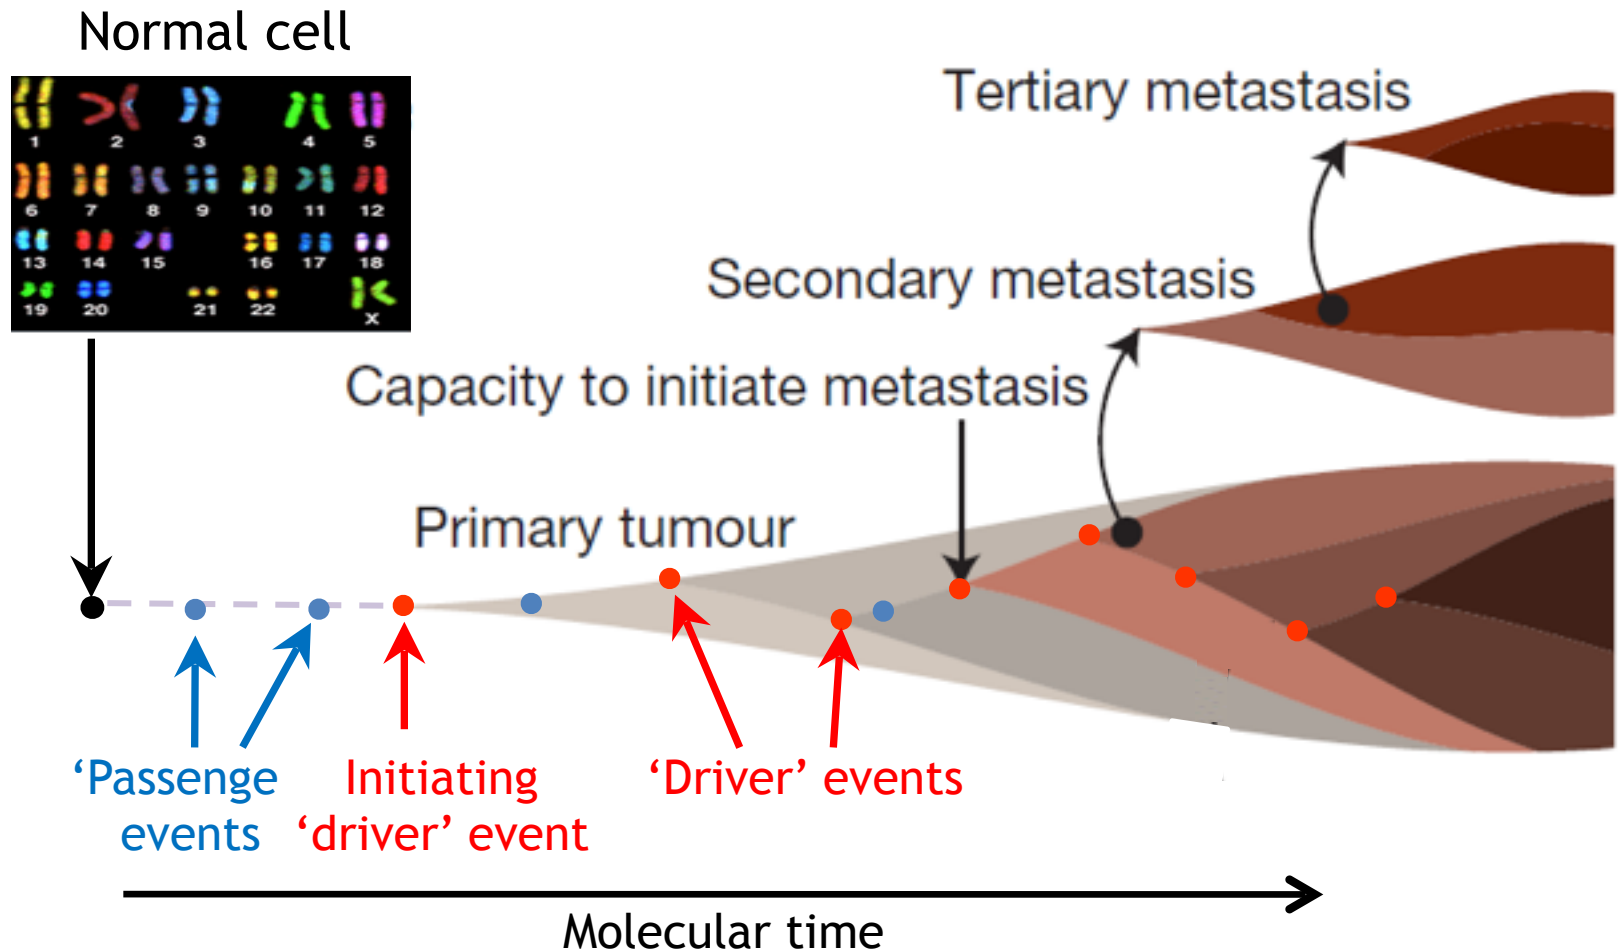 Normal cell
1 2 3 4 5
6 7 8 9 10 11 12
13 14 15 16 17 18
19 20 21 22 X
Tertiary metastasis
Secondary metastasis
Capacity to initiate metastasis
Primary tumour
‘Passenge
events
Initiating
‘driver’ event
‘Driver’ events
Molecular time